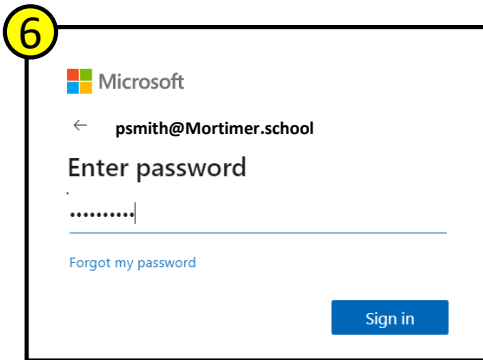 6
Microsoft
← psmith@Mortimer.school
Enter password
••••••••••
Forgot my password
Sign in